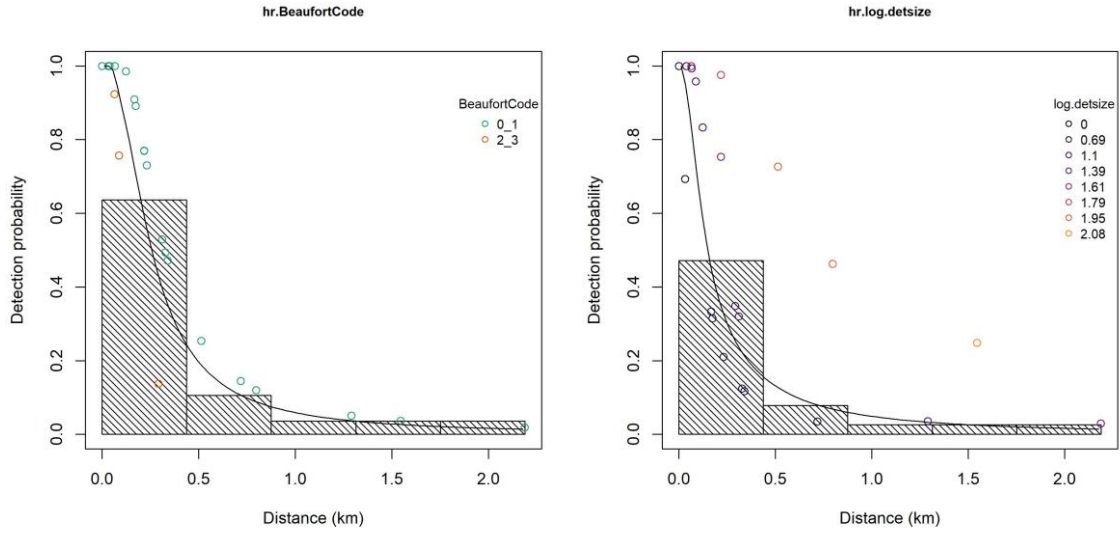 hr.BeaufortCode
Detection probability
1.0
0.8
0.6
0.4
0.2
0.0
BeaufortCode
0_1
2_3
0.0 0.5 1.0 1.5 2.0
Distance (km)
hr.log.detsize
Detection probability
1.0
0.8
0.6
0.4
0.2
0.0
log.detsize
0
0.69
1.1
1.39
1.61
1.79
1.95
2.08
0.0 0.5 1.0 1.5 2.0
Distance (km)